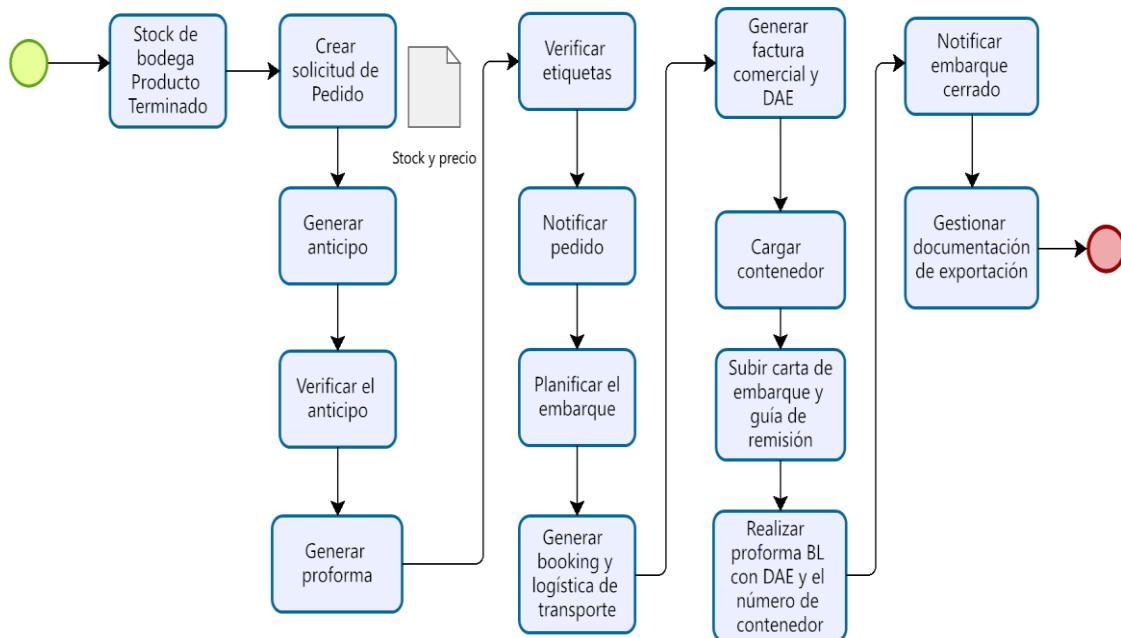 Stock de
bodega
Producto
Terminado
Crear
solicitud de
Pedido
Stock y precio
Generar
anticipo
Verificar el
anticipo
Generar
proforma
Verificar
etiquetas
Notificar
pedido
Planificar el
embarque
Generar
booking y
logística de
transporte
Generar
factura
comercial y
DAE
Cargar
contenedor
Subir carta de
embarque y
guía de
remisión
Realizar
proforma BL
con DAE y el
número de
contenedor
Notificar
embarque
cerrado
Gestionar
documentación
de exportación